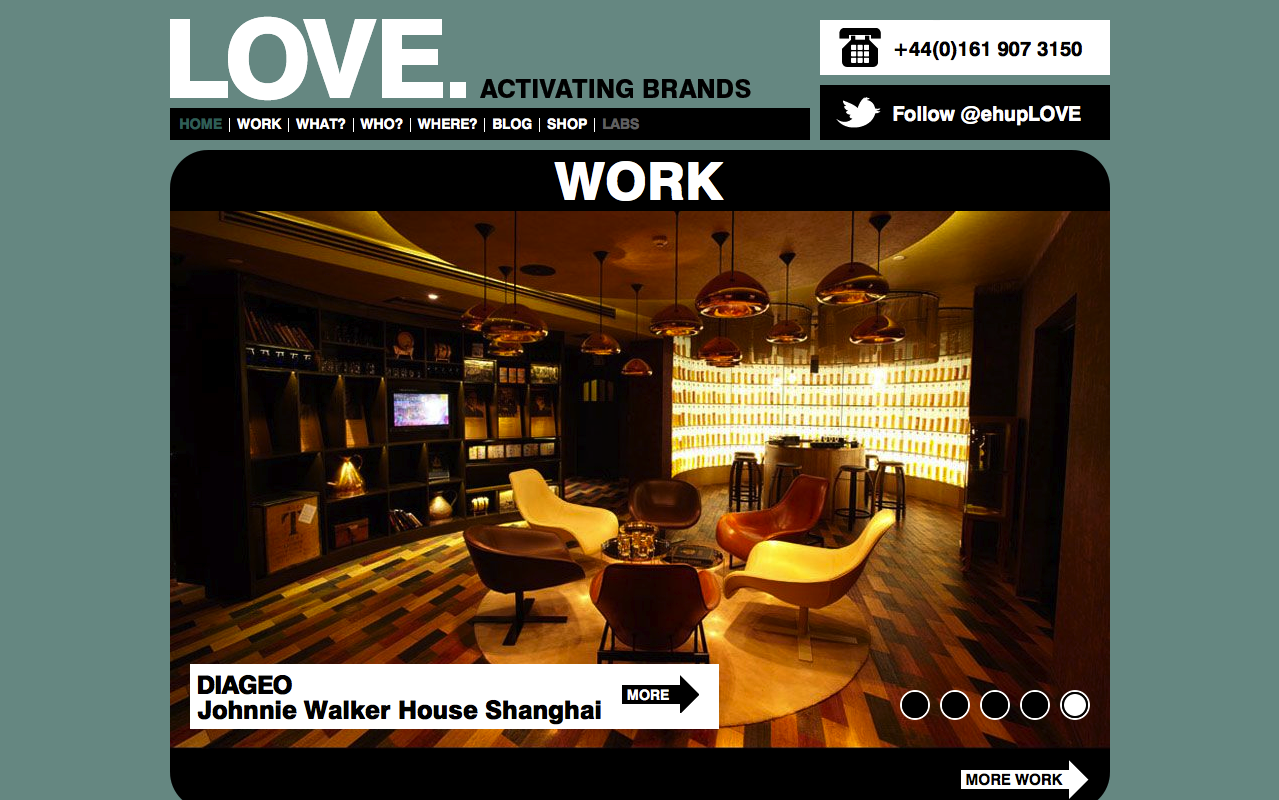 LOVE. ACTIVATING BRANDS
+44(0)161 907 3150
Follow @ehupLOVE
HOME | WORK | WHAT? | WHO? | WHERE? | BLOG | SHOP | LABS
WORK
T
DIAGEO
Johnnie Walker House Shanghai
MORE
MORE WORK